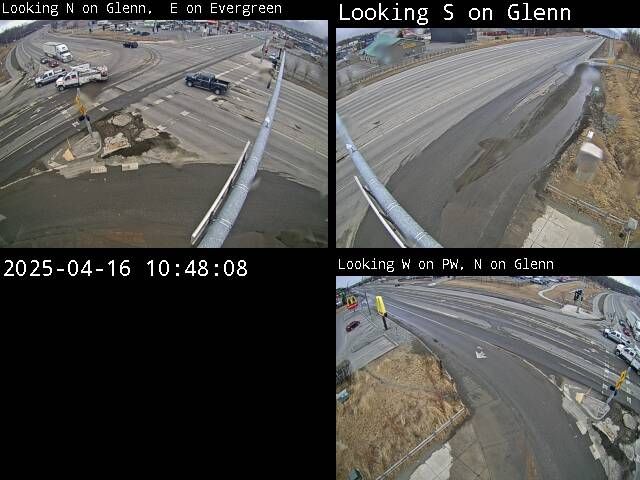 Looking N on Glenn,  E on Evergreen
Looking S on Glenn
2025-04-16 10:48:08
Looking W on PW, N on Glenn